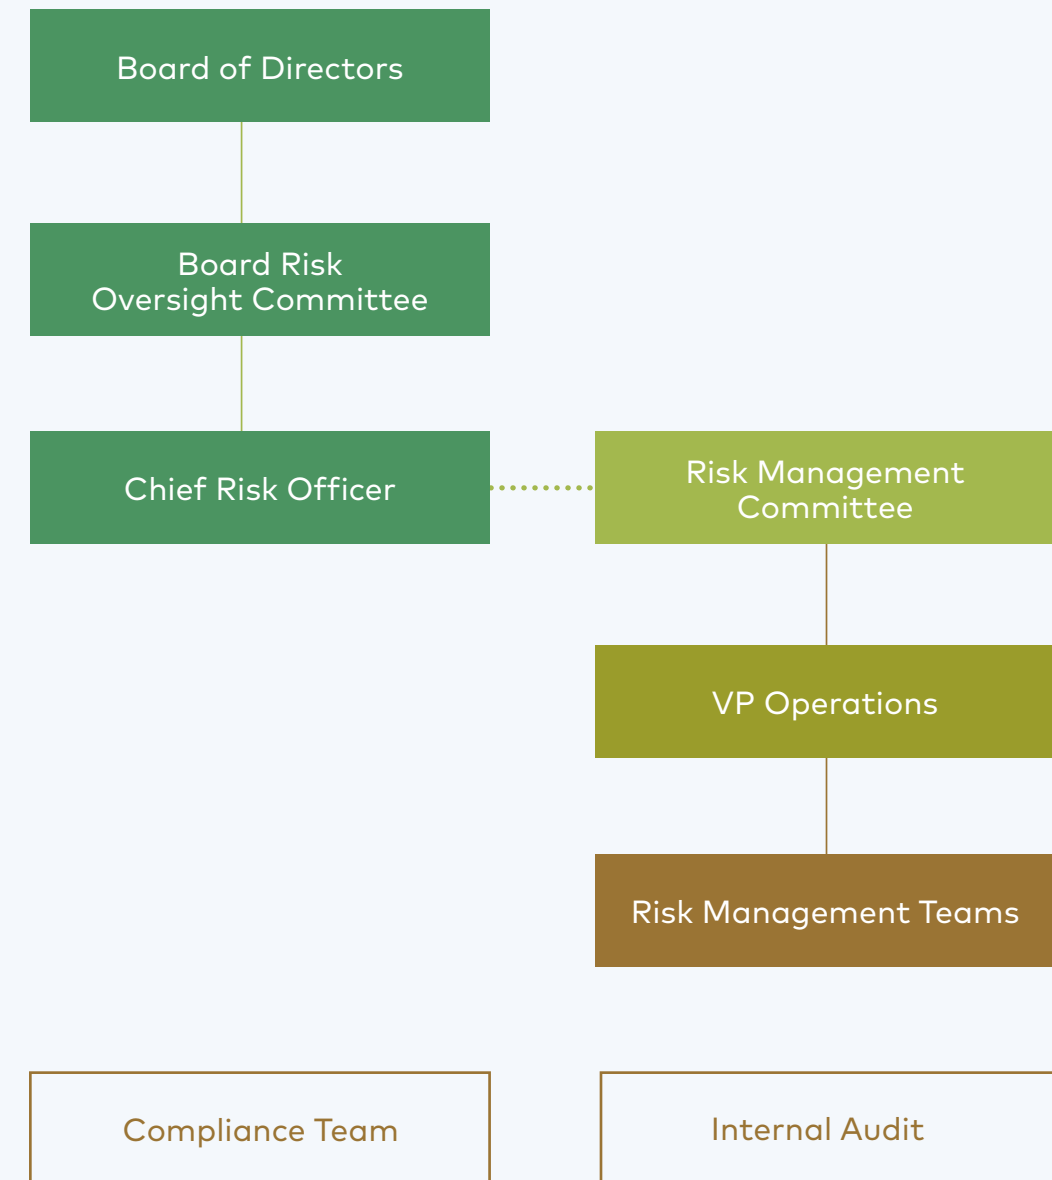 Board of Directors
Board Risk
Oversight Committee
Chief Risk Officer
Risk Management
Committee
VP Operations
Risk Management Teams
Compliance Team
Internal Audit